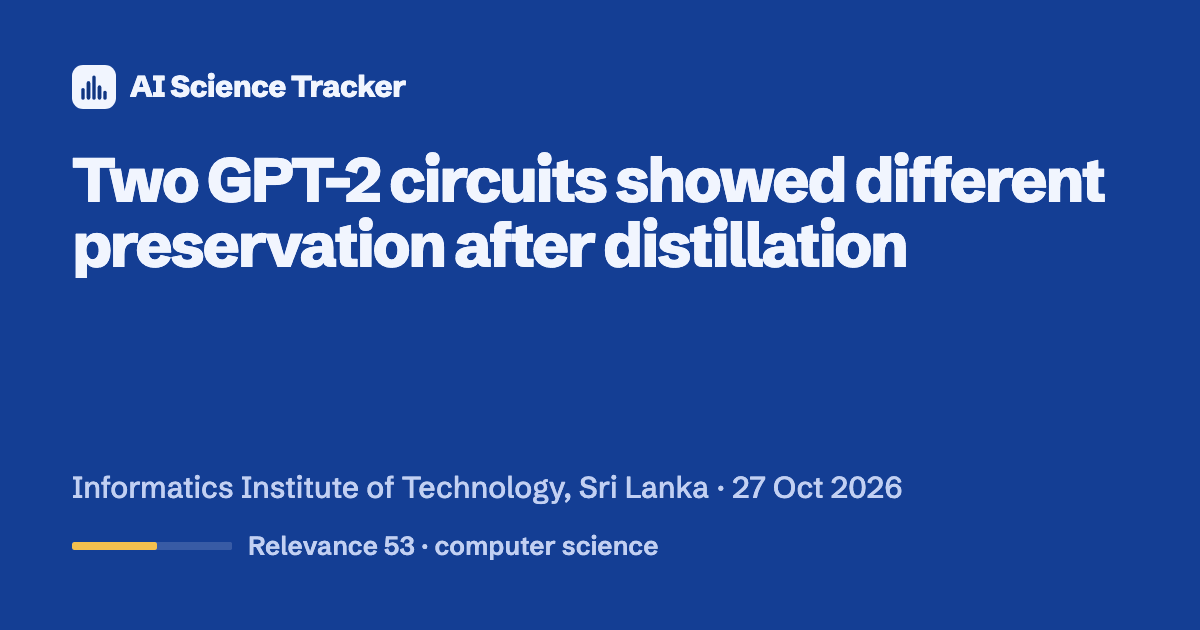 AI Science Tracker
Two GPT-2 circuits showed different
preservation after distillation
Informatics Institute of Technology, Sri Lanka · 27 Oct 2026
Relevance 53 · computer science